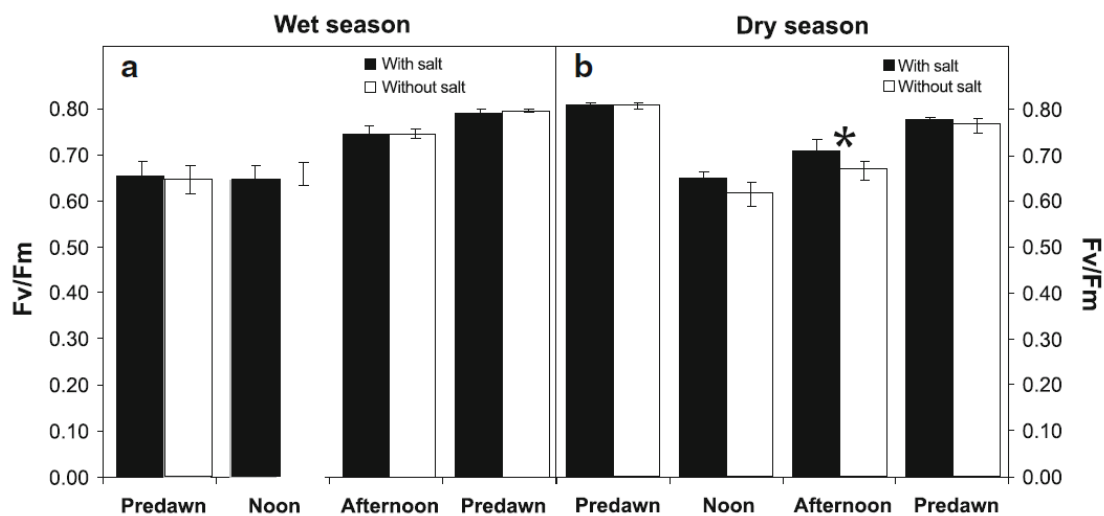 Wet season
Dry season
a
With salt
Without salt
b
With salt
Without salt
*
Fv/Fm
0.80
0.70
0.60
0.50
0.40
0.30
0.20
0.10
0.00
0.80
0.70
0.60
0.50
0.40
0.30
0.20
0.10
0.00
Fv/Fm
Predawn Noon Afternoon Predawn Predawn Noon Afternoon Predawn